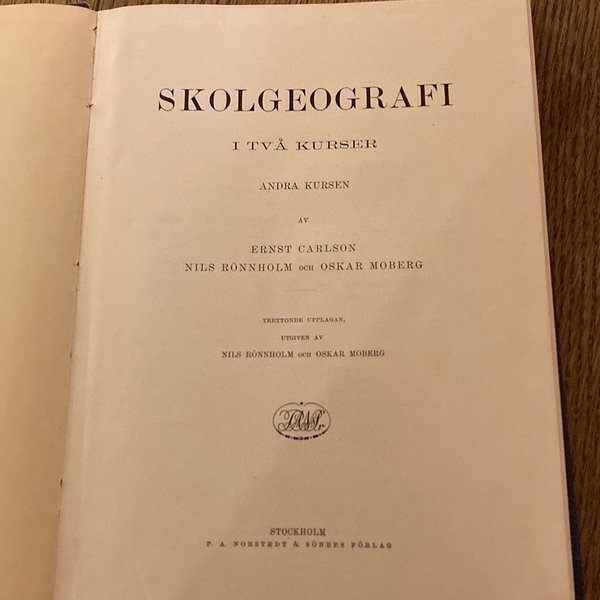 SKOLGEOGRAFI
I TVÅ KURSER
ANDRA KURSEN
AV
ERNST CARLSON
NILS RÖNNHOLM OCH OSKAR MOBERG
TRETTONDE UPPLAGAN,
UTGIVEN AV
NILS RÖNNHOLM OCH OSKAR MOBERG
STOCKHOLM
P. A. NORSTEDT & SÖNERS FÖRLAG